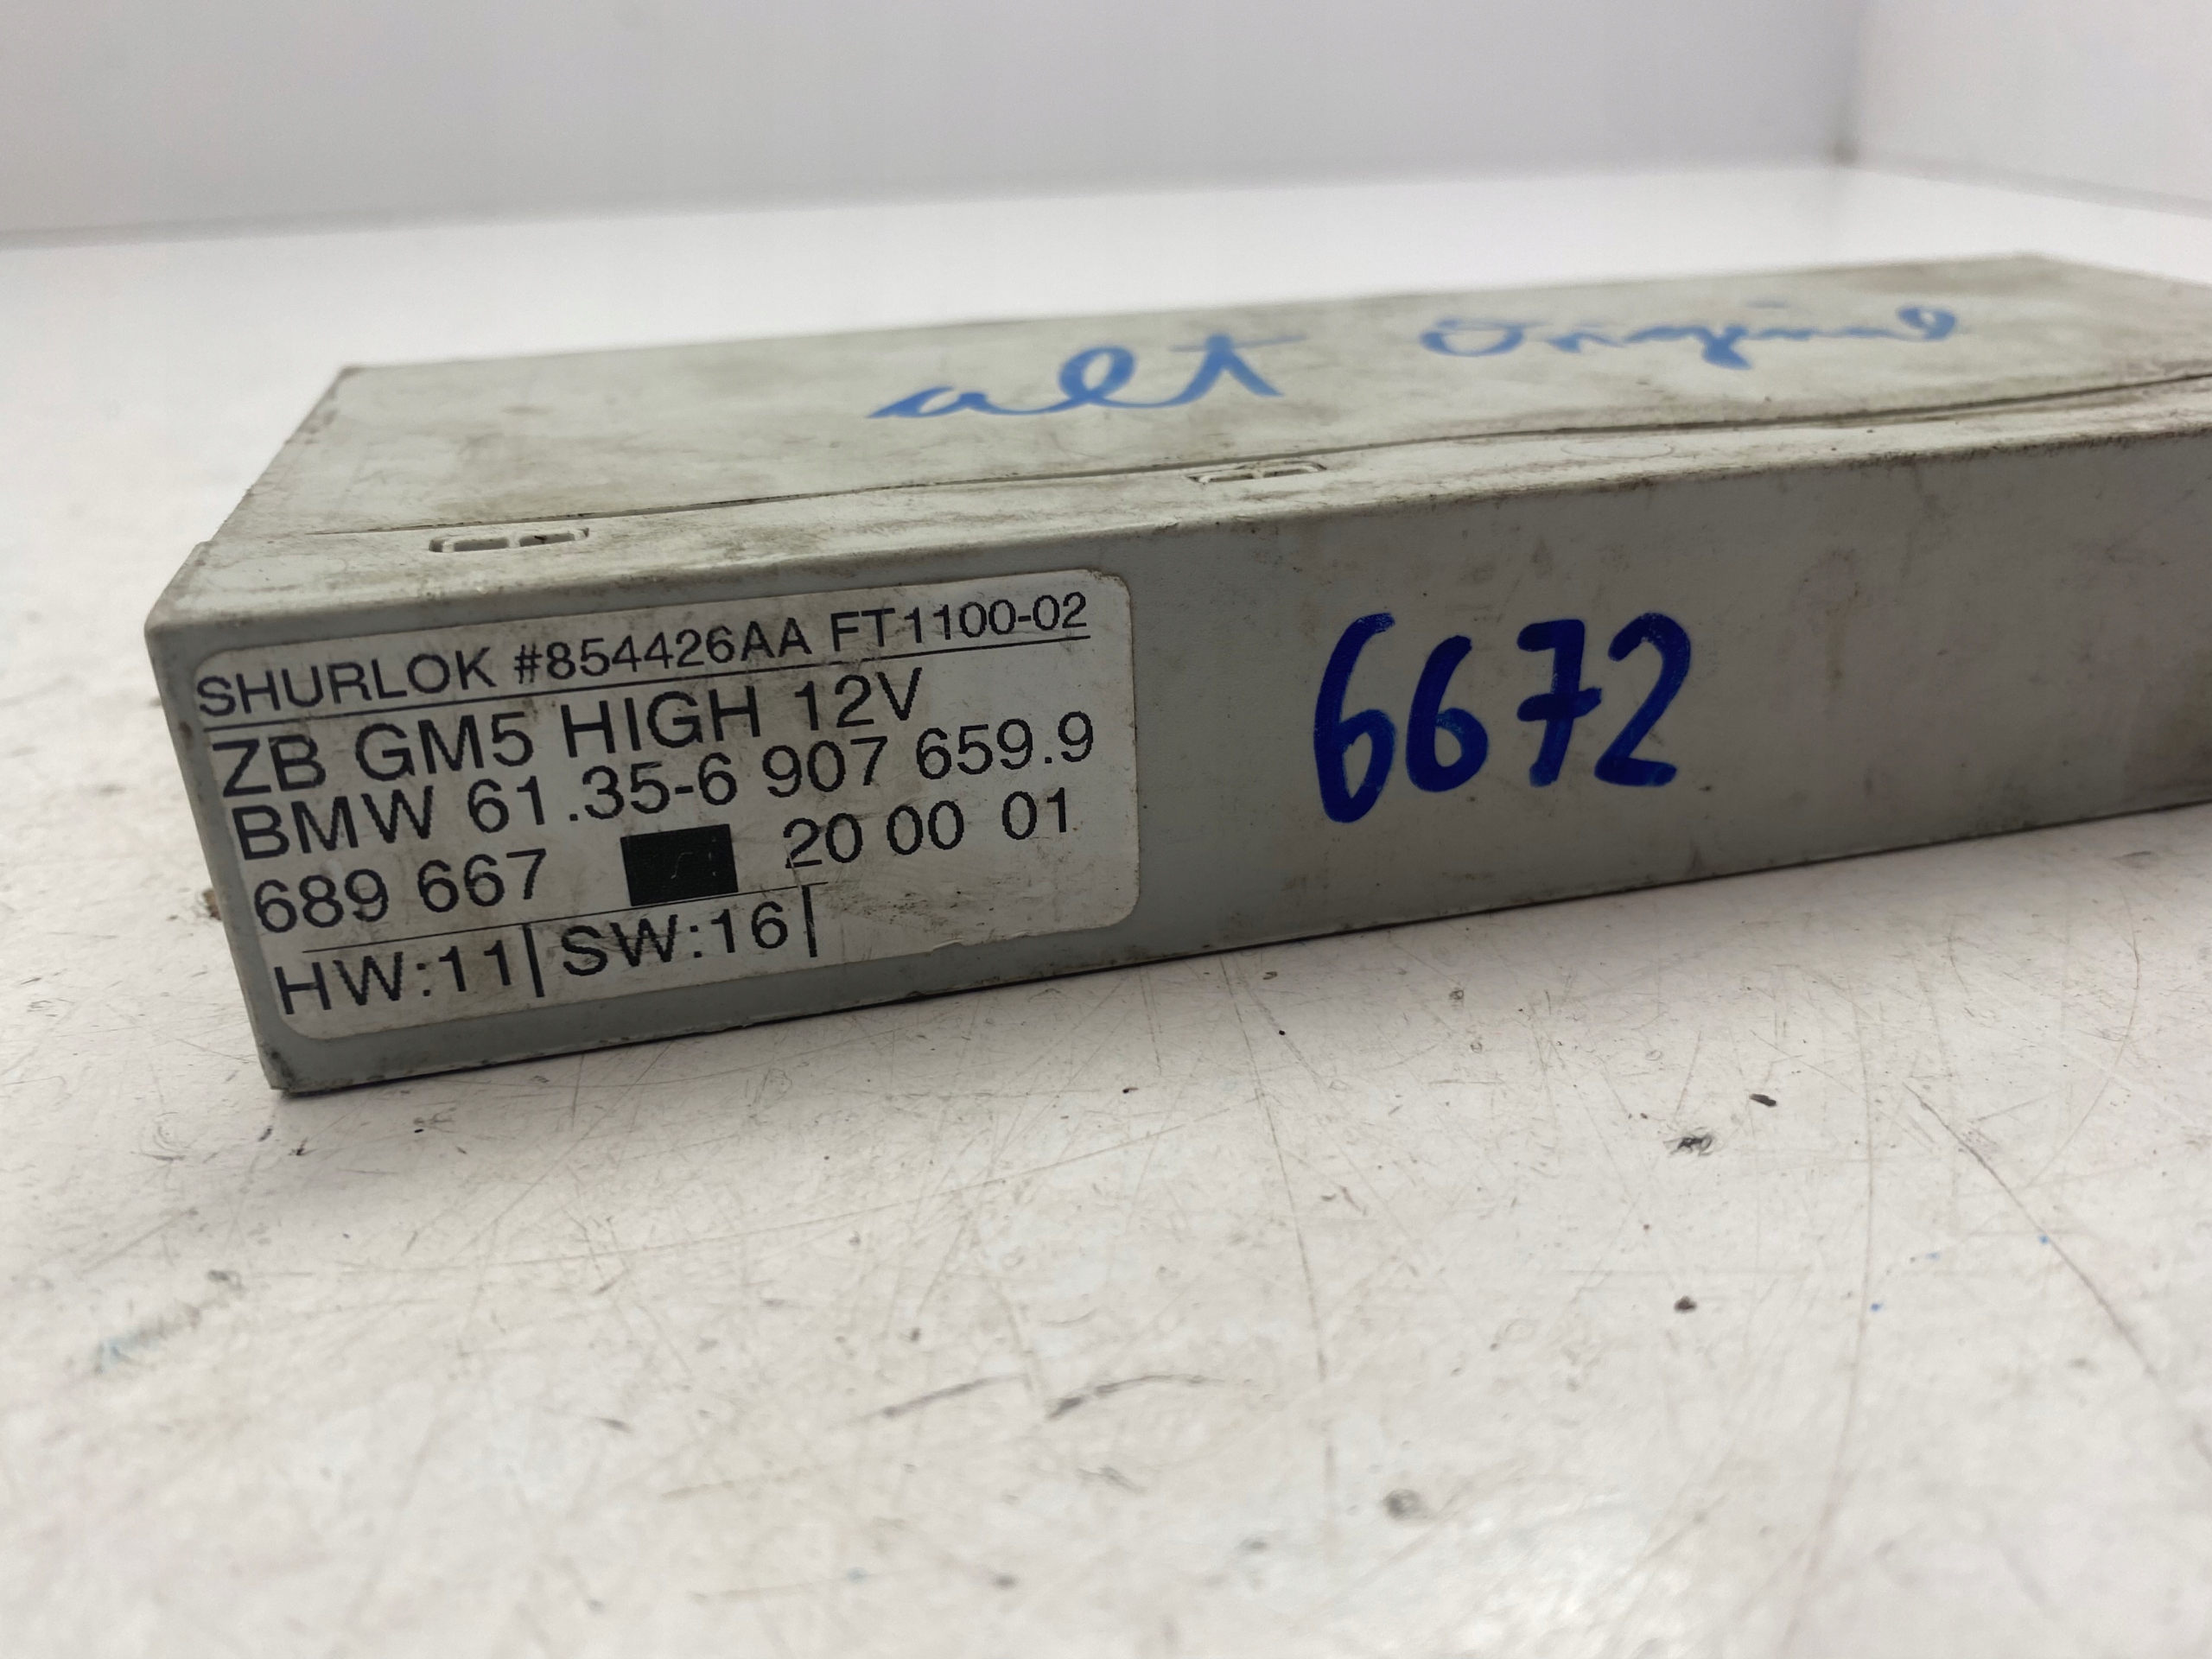 alt Original
SHURLOK #854426AA FT1100-02
ZB GM5 HIGH 12V
BMW 61.35-6 907 659.9
689 667 20 00 01
HW:11| SW:16|
6672